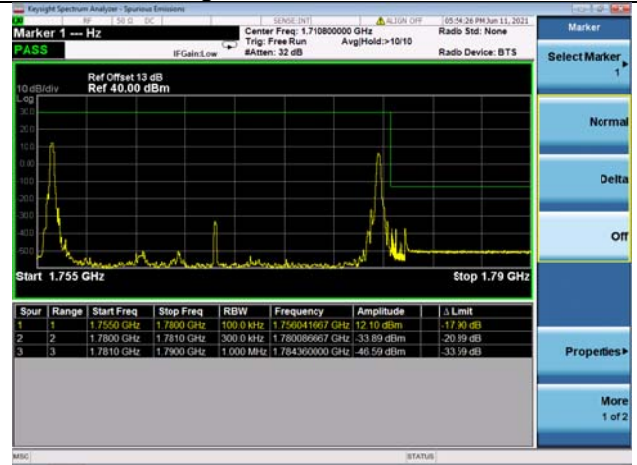 Keysight Spectrum Analyzer - Spurious Emissions
RF 50 Ω DC SENSE:INT ALIGN OFF 05:54:26 PM Jun 11, 2021
Marker 1 --- Hz
Center Freq: 1.710800000 GHz
Radio Std: None
Trig: Free Run Avg|Hold:>10/10
PASS IFGain:Low #Atten: 32 dB Radio Device: BTS
Ref Offset 13 dB
10 dB/div Ref 40.00 dBm
Log
30.0
20.0
10.0
0.00
-10.0
-20.0
-30.0
-40.0
-50.0
Start 1.755 GHz Stop 1.79 GHz
Spur Range Start Freq Stop Freq RBW Frequency Amplitude Δ Limit
1 1 1.7550 GHz 1.7800 GHz 100.0 kHz 1.756041667 GHz 12.10 dBm -17.90 dB
2 2 1.7800 GHz 1.7810 GHz 300.0 kHz 1.780086667 GHz -33.89 dBm -20.89 dB
3 3 1.7810 GHz 1.7900 GHz 1.000 MHz 1.784360000 GHz -46.59 dBm -33.59 dB
Marker
Select Marker
1
Normal
Delta
Off
Properties
More
1 of 2
MSG STATUS